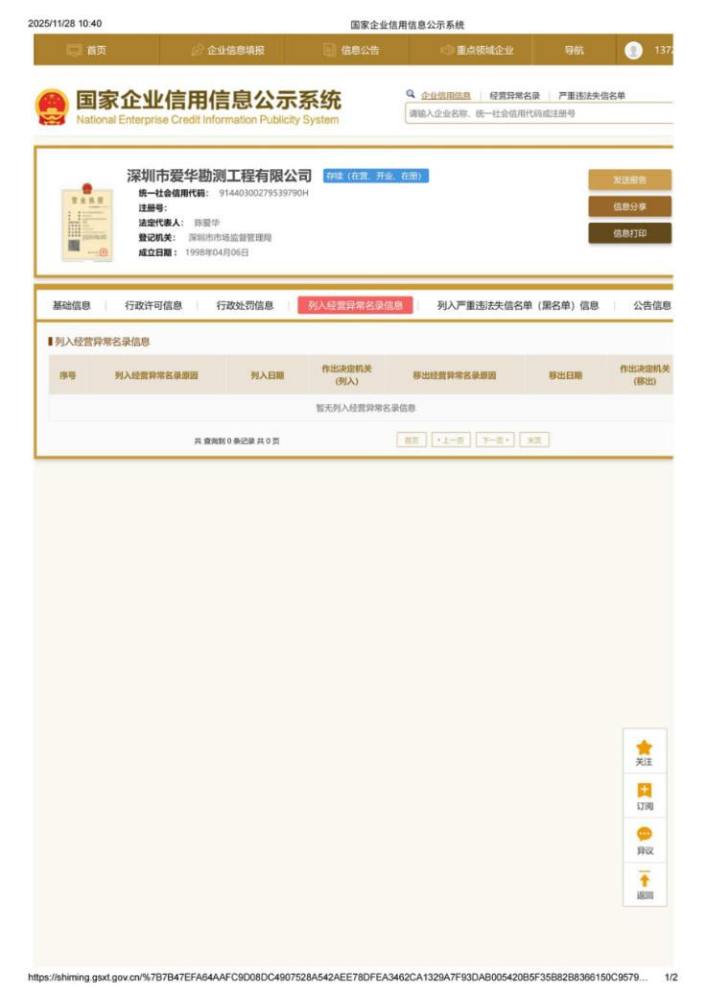 2025/11/28 10:40 国家企业信用信息公示系统
首页 企业信息填报 信息公告 重点领域企业 导航 137
国家企业信用信息公示系统
National Enterprise Credit Information Publicity System
企业信用信息 | 经营异常名录 | 严重违法失信名单
请输入企业名称、统一社会信用代码或注册号
深圳市爱华勘测工程有限公司 存续（在营、开业、在册）
统一社会信用代码： 91440300279539790H
注册号：
法定代表人： 陈爱华
登记机关： 深圳市市场监督管理局
成立日期： 1998年04月06日
营业执照
发送报告
信息分享
信息打印
基础信息 | 行政许可信息 | 行政处罚信息 | 列入经营异常名录信息 列入严重违法失信名单（黑名单）信息 | 公告信息
列入经营异常名录信息
序号 列入经营异常名录原因 列入日期 作出决定机关(列入) 移出经营异常名录原因 移出日期 作出决定机关(移出)
暂无列入经营异常名录信息
共 查询到 0 条记录 共 0 页 首页 上一页 下一页 末页
关注
订阅
异议
返回
https://shiming.gsxt.gov.cn/%7B7B47EFA64AAFC9D08DC4907528A542AEE78DFEA3462CA1329A7F93DAB005420B5F35B82B8366150C9579... 1/2